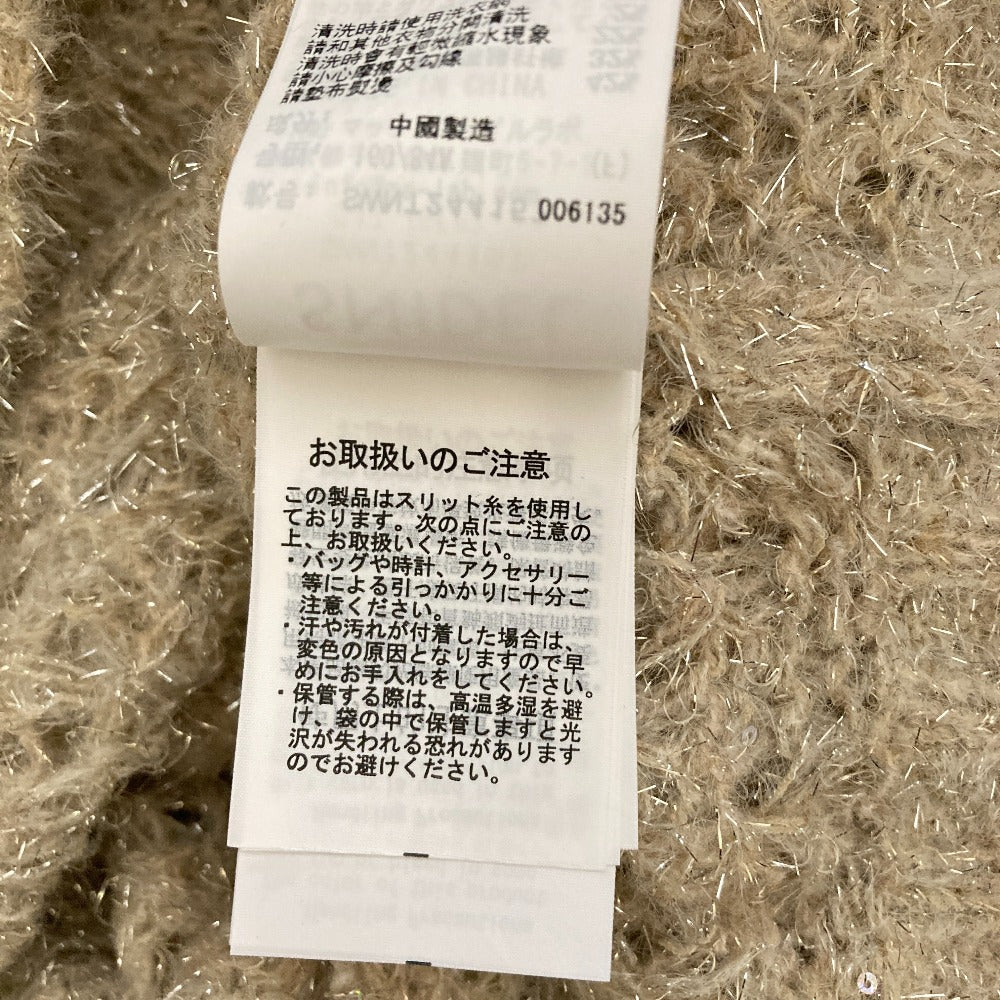 清洗時請使用洗衣網
請和其他衣物分開清洗
清洗時會有輕微縮水現象
請小心摩擦及勾線
請墊布熨燙
中國製造
006135
お取扱いのご注意
この製品はスリット糸を使用し
ております。次の点にご注意の
上、お取扱いください。
・バッグや時計、アクセサリー
等による引っかかりに十分ご
注意ください。
・汗や汚れが付着した場合は、
変色の原因となりますので早
めにお手入れをしてください。
・保管する際は、高温多湿を避
け、袋の中で保管しますと光
沢が失われる恐れがあります
のでお避けください。